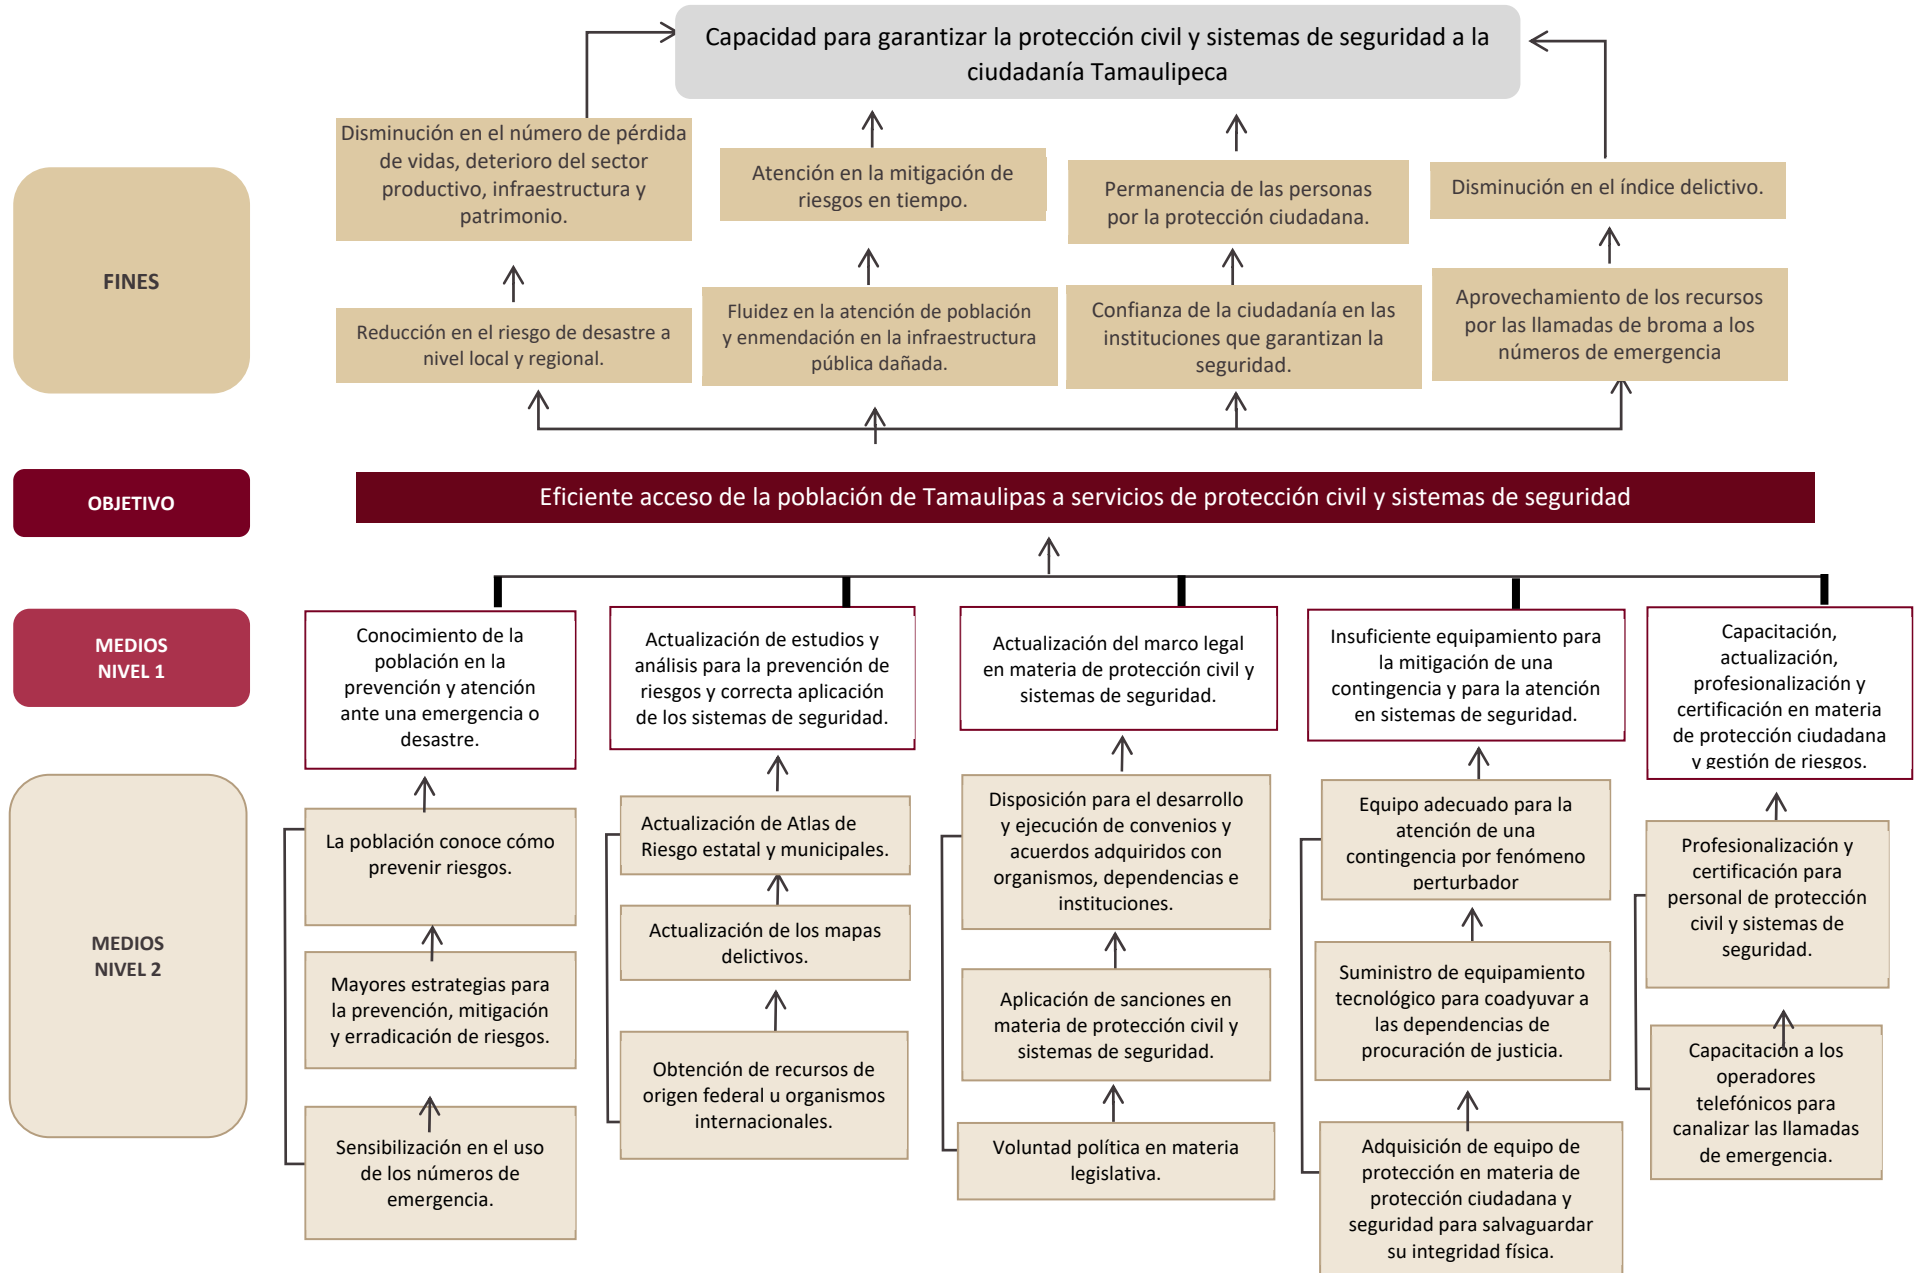 Capacidad para garantizar la protección civil y sistemas de seguridad a la
ciudadanía Tamaulipeca
FINES
Disminución en el número de pérdida
de vidas, deterioro del sector
productivo, infraestructura y
patrimonio.
Atención en la mitigación de
riesgos en tiempo.
Permanencia de las personas
por la protección ciudadana.
Disminución en el índice delictivo.
Reducción en el riesgo de desastre a
nivel local y regional.
Fluidez en la atención de población
y enmendación en la infraestructura
pública dañada.
Confianza de la ciudadanía en las
instituciones que garantizan la
seguridad.
Aprovechamiento de los recursos
por las llamadas de broma a los
números de emergencia
OBJETIVO
Eficiente acceso de la población de Tamaulipas a servicios de protección civil y sistemas de seguridad
MEDIOS
NIVEL 1
Conocimiento de la
población en la
prevención y atención
ante una emergencia o
desastre.
Actualización de estudios y
análisis para la prevención de
riesgos y correcta aplicación
de los sistemas de seguridad.
Actualización del marco legal
en materia de protección civil y
sistemas de seguridad.
Insuficiente equipamiento para
la mitigación de una
contingencia y para la atención
en sistemas de seguridad.
Capacitación,
actualización,
profesionalización y
certificación en materia
de protección ciudadana
y gestión de riesgos.
MEDIOS
NIVEL 2
La población conoce cómo
prevenir riesgos.
Mayores estrategias para
la prevención, mitigación
y erradicación de riesgos.
Sensibilización en el uso
de los números de
emergencia.
Actualización de Atlas de
Riesgo estatal y municipales.
Actualización de los mapas
delictivos.
Obtención de recursos de
origen federal u organismos
internacionales.
Disposición para el desarrollo
y ejecución de convenios y
acuerdos adquiridos con
organismos, dependencias e
instituciones.
Aplicación de sanciones en
materia de protección civil y
sistemas de seguridad.
Voluntad política en materia
legislativa.
Equipo adecuado para la
atención de una
contingencia por fenómeno
perturbador
Suministro de equipamiento
tecnológico para coadyuvar a
las dependencias de
procuración de justicia.
Adquisición de equipo de
protección en materia de
protección ciudadana y
seguridad para salvaguardar
su integridad física.
Profesionalización y
certificación para
personal de protección
civil y sistemas de
seguridad.
Capacitación a los
operadores
telefónicos para
canalizar las llamadas
de emergencia.